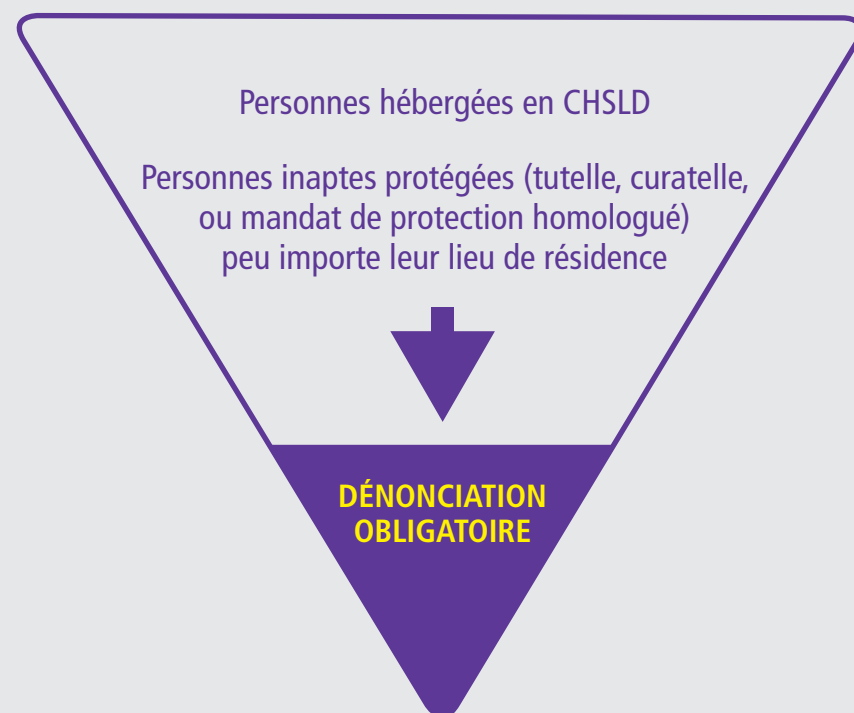 Personnes hébergées en CHSLD
Personnes inaptes protégées (tutelle, curatelle,
ou mandat de protection homologué)
peu importe leur lieu de résidence
DÉNONCIATION
OBLIGATOIRE